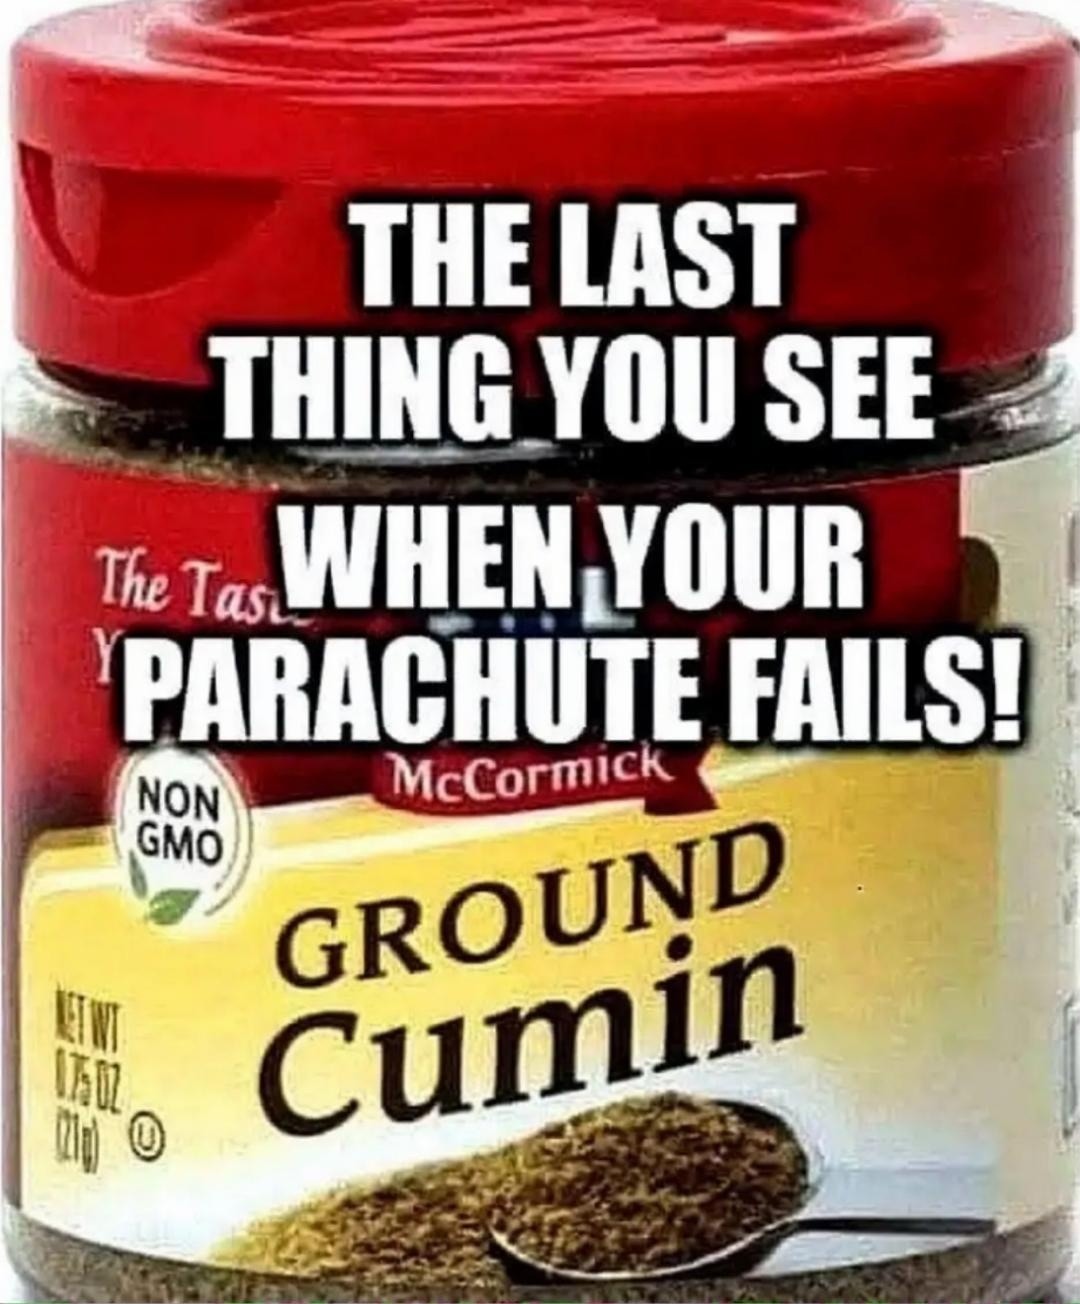 THE LAST
THING YOU SEE
WHEN YOUR
PARACHUTE FAILS!
The
McCormick
NON
GMO
GROUND
Cumin
NET WT
0.75 OZ
(21g)
U